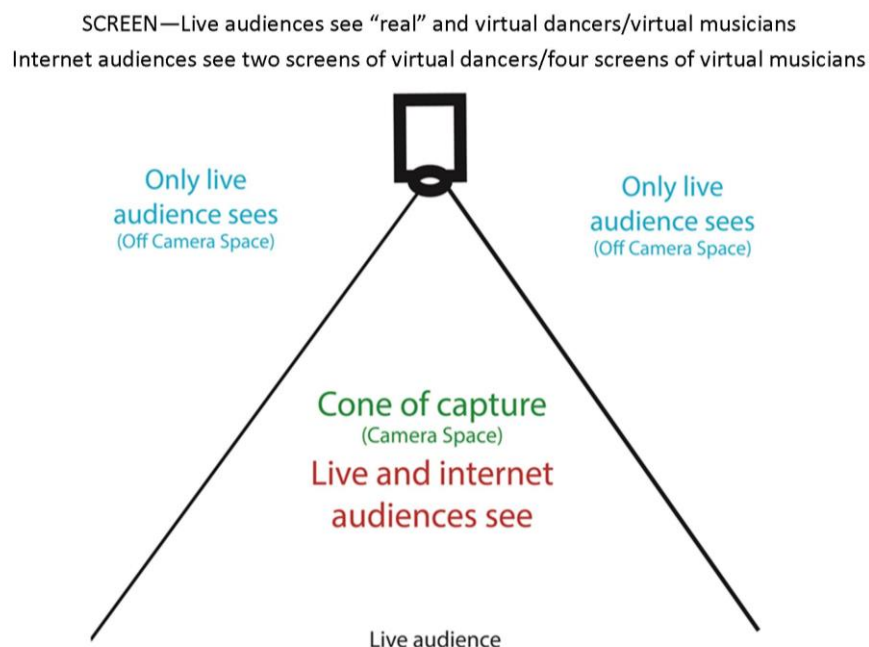 SCREEN—Live audiences see “real” and virtual dancers/virtual musicians
Internet audiences see two screens of virtual dancers/four screens of virtual musicians
Only live
audience sees
(Off Camera Space)
Only live
audience sees
(Off Camera Space)
Cone of capture
(Camera Space)
Live and internet
audiences see
Live audience